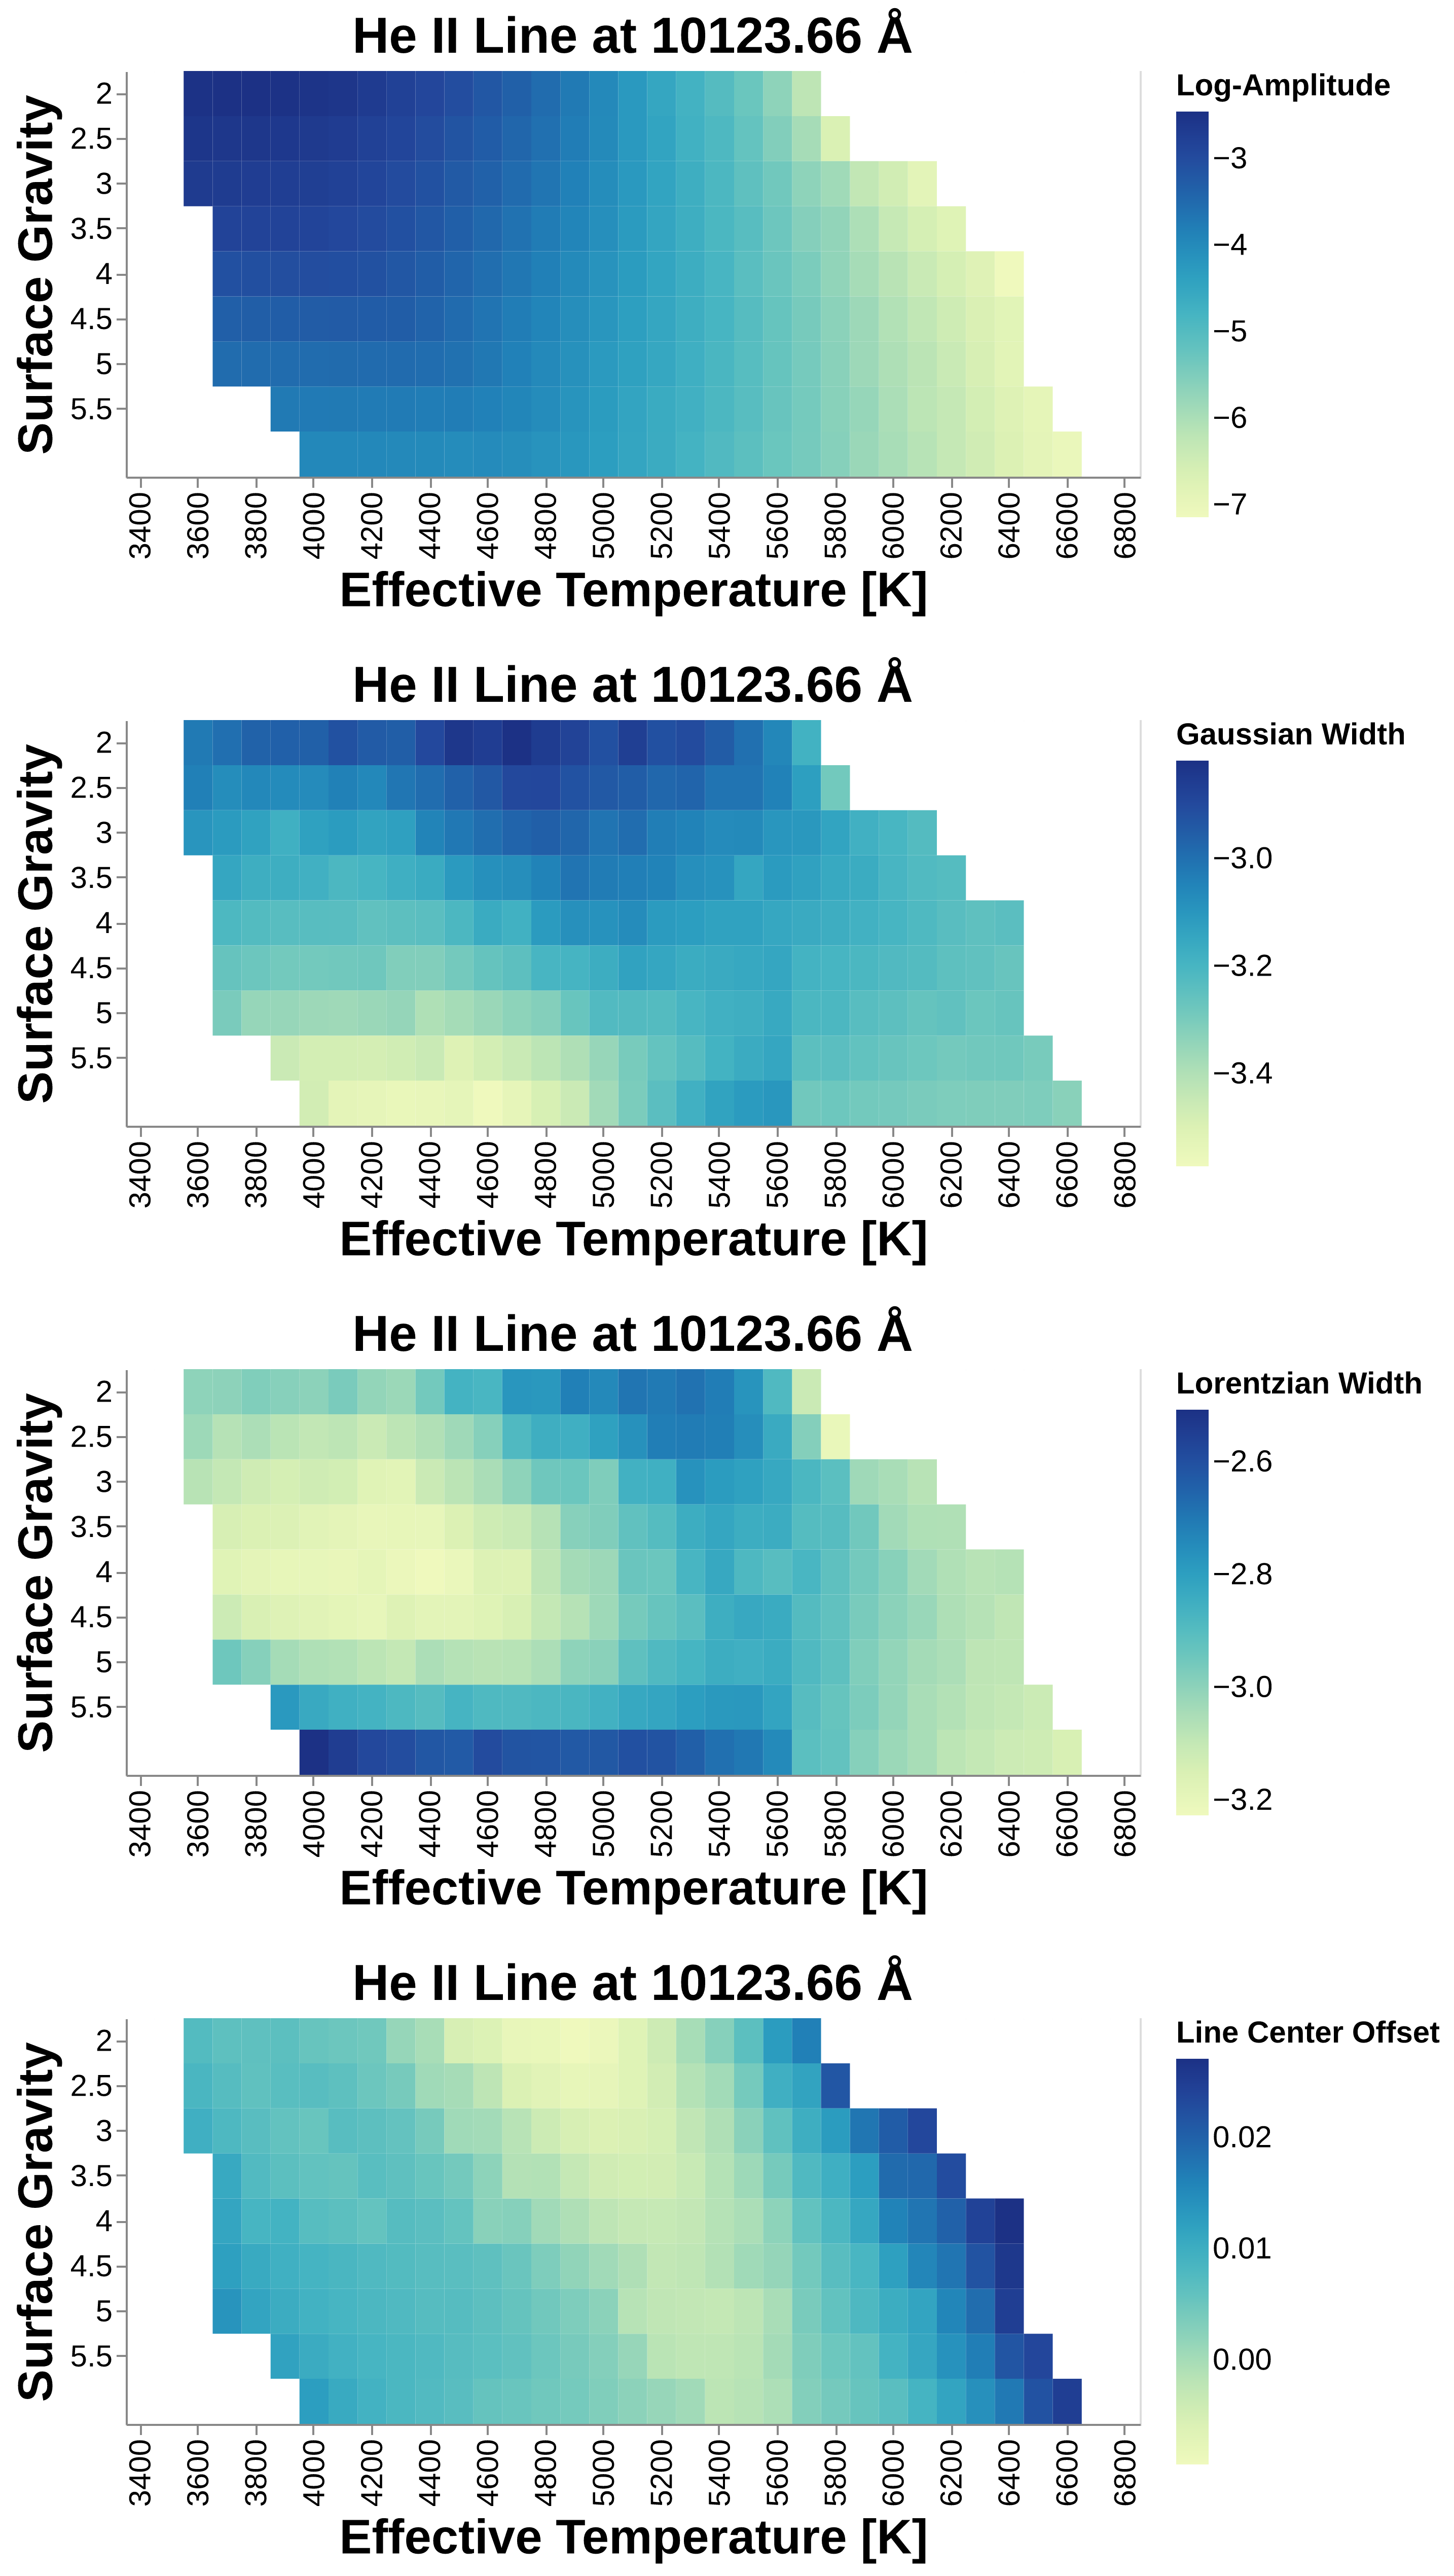 He II Line at 10123.66 Å
Log-Amplitude
Surface Gravity
2
2.5
3
3.5
4
4.5
5
5.5
−3
−4
−5
−6
−7
3400 3600 3800 4000 4200 4400 4600 4800 5000 5200 5400 5600 5800 6000 6200 6400 6600 6800
Effective Temperature [K]
He II Line at 10123.66 Å
Gaussian Width
Surface Gravity
2
2.5
3
3.5
4
4.5
5
5.5
−3.0
−3.2
−3.4
3400 3600 3800 4000 4200 4400 4600 4800 5000 5200 5400 5600 5800 6000 6200 6400 6600 6800
Effective Temperature [K]
He II Line at 10123.66 Å
Lorentzian Width
Surface Gravity
2
2.5
3
3.5
4
4.5
5
5.5
−2.6
−2.8
−3.0
−3.2
3400 3600 3800 4000 4200 4400 4600 4800 5000 5200 5400 5600 5800 6000 6200 6400 6600 6800
Effective Temperature [K]
He II Line at 10123.66 Å
Line Center Offset
Surface Gravity
2
2.5
3
3.5
4
4.5
5
5.5
0.02
0.01
0.00
3400 3600 3800 4000 4200 4400 4600 4800 5000 5200 5400 5600 5800 6000 6200 6400 6600 6800
Effective Temperature [K]